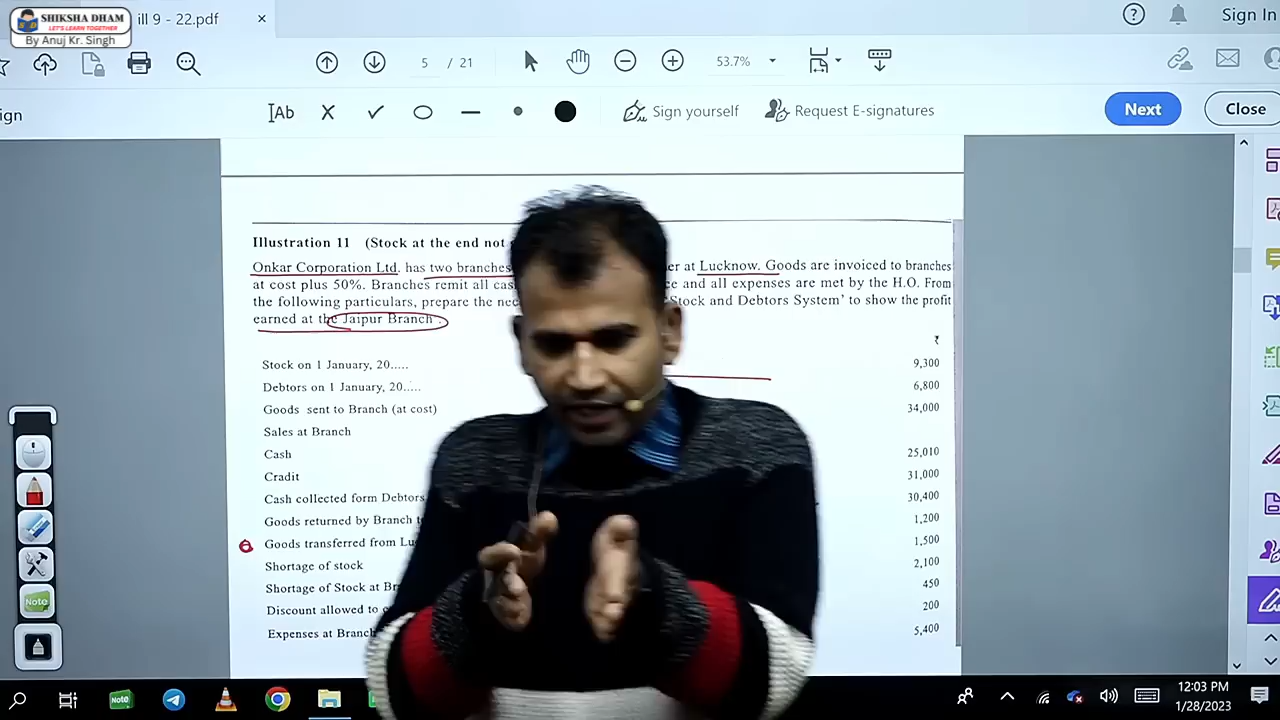 SHIKSHA DHAM
LET'S LEARN TOGETHER
By Anuj Kr. Singh
ill 9 - 22.pdf
×
Sign In
5 / 21
53.7%
ign
Ab
Sign yourself
Request E-signatures
Next
Close
Illustration 11 (Stock at the end not
Onkar Corporation Ltd. has two branches er at Lucknow. Goods are invoiced to branches
at cost plus 50%. Branches remit all cas ce and all expenses are met by the H.O. From
the following particulars, prepare the nec Stock and Debtors System' to show the profit
earned at the Jaipur Branch.
₹
Stock on 1 January, 20..... 9,300
Debtors on 1 January, 20..... 6,800
Goods sent to Branch (at cost) 34,000
Sales at Branch
Cash 25,010
Cradit 31,000
Cash collected form Debtors 30,400
Goods returned by Branch 1,200
Goods transferred from Lu 1,500
Shortage of stock 2,100
Shortage of Stock at Br 450
Discount allowed to 200
Expenses at Branch 5,400
Note
Note
12:03 PM
1/28/2023